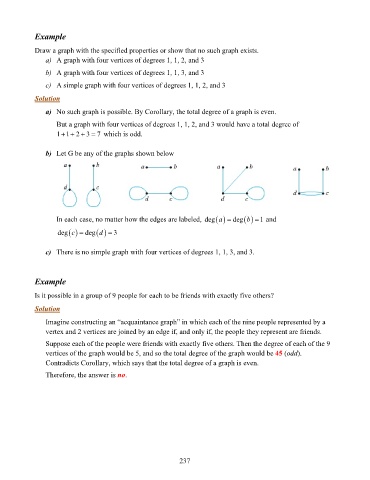 Example
Draw a graph with the specified properties or show that no such graph exists.
a) A graph with four vertices of degrees 1, 1, 2, and 3
b) A graph with four vertices of degrees 1, 1, 3, and 3
c) A simple graph with four vertices of degrees 1, 1, 2, and 3
Solution
a) No such graph is possible. By Corollary, the total degree of a graph is even.
But a graph with four vertices of degrees 1, 1, 2, and 3 would have a total degree of
1 + 1 + 2 + 3 = 7 which is odd.
b) Let G be any of the graphs shown below
a b a b a b a b
d c d c d c d c
In each case, no matter how the edges are labeled, deg(a) = deg(b) = 1 and
deg(c) = deg(d) = 3
c) There is no simple graph with four vertices of degrees 1, 1, 3, and 3.
Example
Is it possible in a group of 9 people for each to be friends with exactly five others?
Solution
Imagine constructing an “acquaintance graph” in which each of the nine people represented by a
vertex and 2 vertices are joined by an edge if, and only if, the people they represent are friends.
Suppose each of the people were friends with exactly five others. Then the degree of each of the 9
vertices of the graph would be 5, and so the total degree of the graph would be 45 (odd).
Contradicts Corollary, which says that the total degree of a graph is even.
Therefore, the answer is no.
237